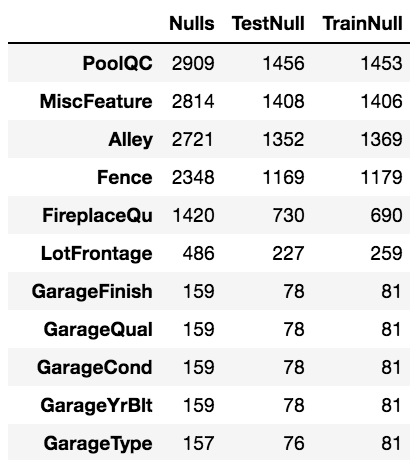 Nulls TestNull TrainNull
PoolQC 2909 1456 1453
MiscFeature 2814 1408 1406
Alley 2721 1352 1369
Fence 2348 1169 1179
FireplaceQu 1420 730 690
LotFrontage 486 227 259
GarageFinish 159 78 81
GarageQual 159 78 81
GarageCond 159 78 81
GarageYrBlt 159 78 81
GarageType 157 76 81